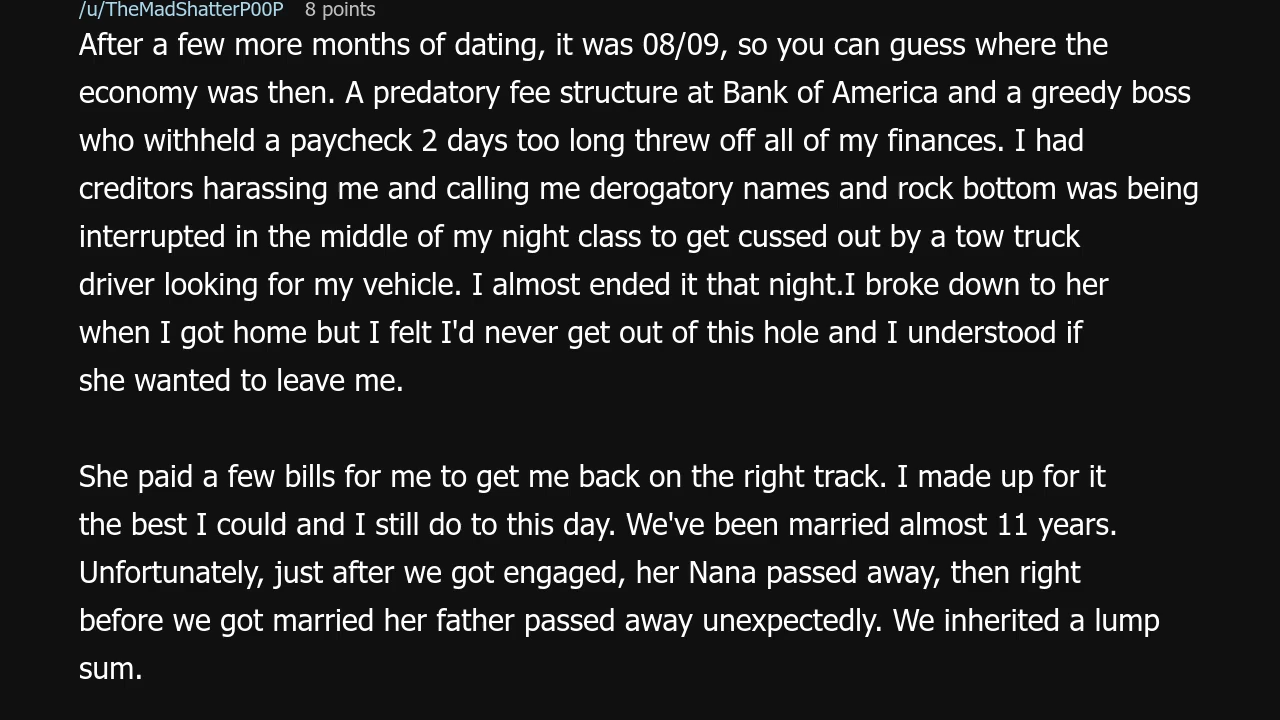 /u/TheMadShatterP00P 8 points
After a few more months of dating, it was 08/09, so you can guess where the
economy was then. A predatory fee structure at Bank of America and a greedy boss
who withheld a paycheck 2 days too long threw off all of my finances. I had
creditors harassing me and calling me derogatory names and rock bottom was being
interrupted in the middle of my night class to get cussed out by a tow truck
driver looking for my vehicle. I almost ended it that night.I broke down to her
when I got home but I felt I'd never get out of this hole and I understood if
she wanted to leave me.
She paid a few bills for me to get me back on the right track. I made up for it
the best I could and I still do to this day. We've been married almost 11 years.
Unfortunately, just after we got engaged, her Nana passed away, then right
before we got married her father passed away unexpectedly. We inherited a lump
sum.